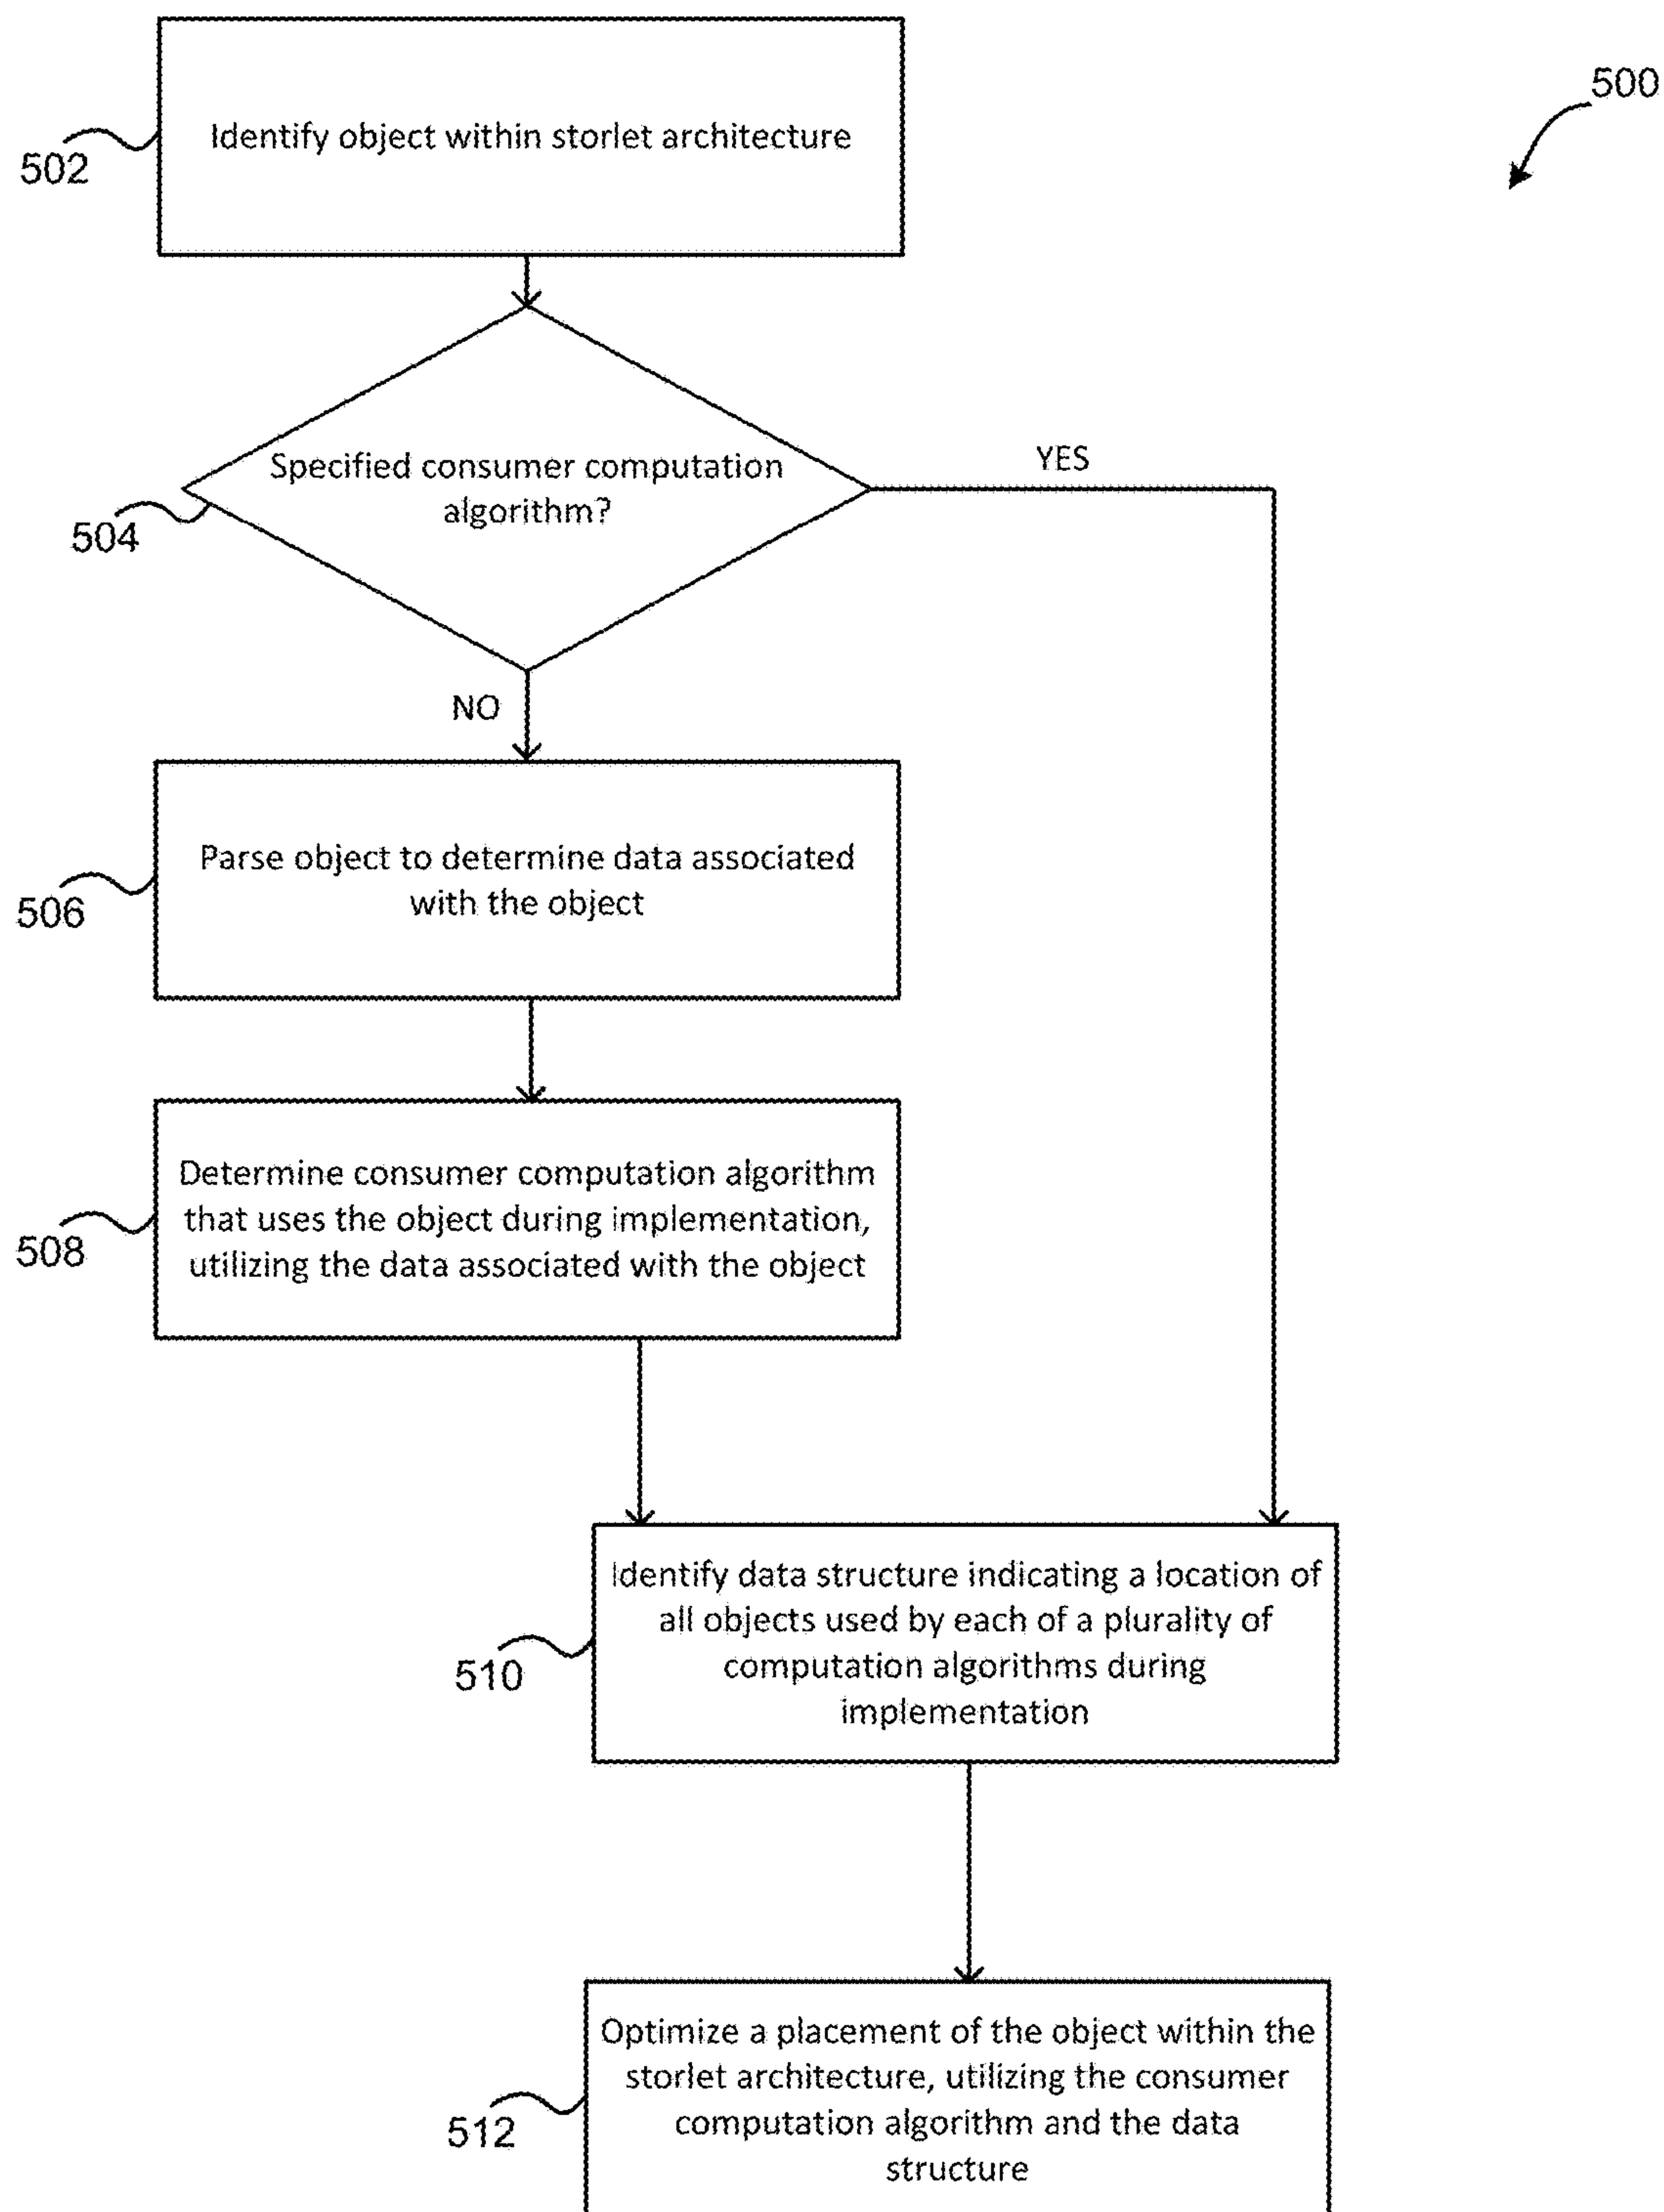 500
Identify object within storlet architecture
502
Specified consumer computation
algorithm?
YES
504
NO
Parse object to determine data associated
with the object
506
Determine consumer computation algorithm
that uses the object during implementation,
utilizing the data associated with the object
508
Identify data structure indicating a location of
all objects used by each of a plurality of
computation algorithms during
implementation
510
Optimize a placement of the object within the
storlet architecture, utilizing the consumer
computation algorithm and the data
structure
512